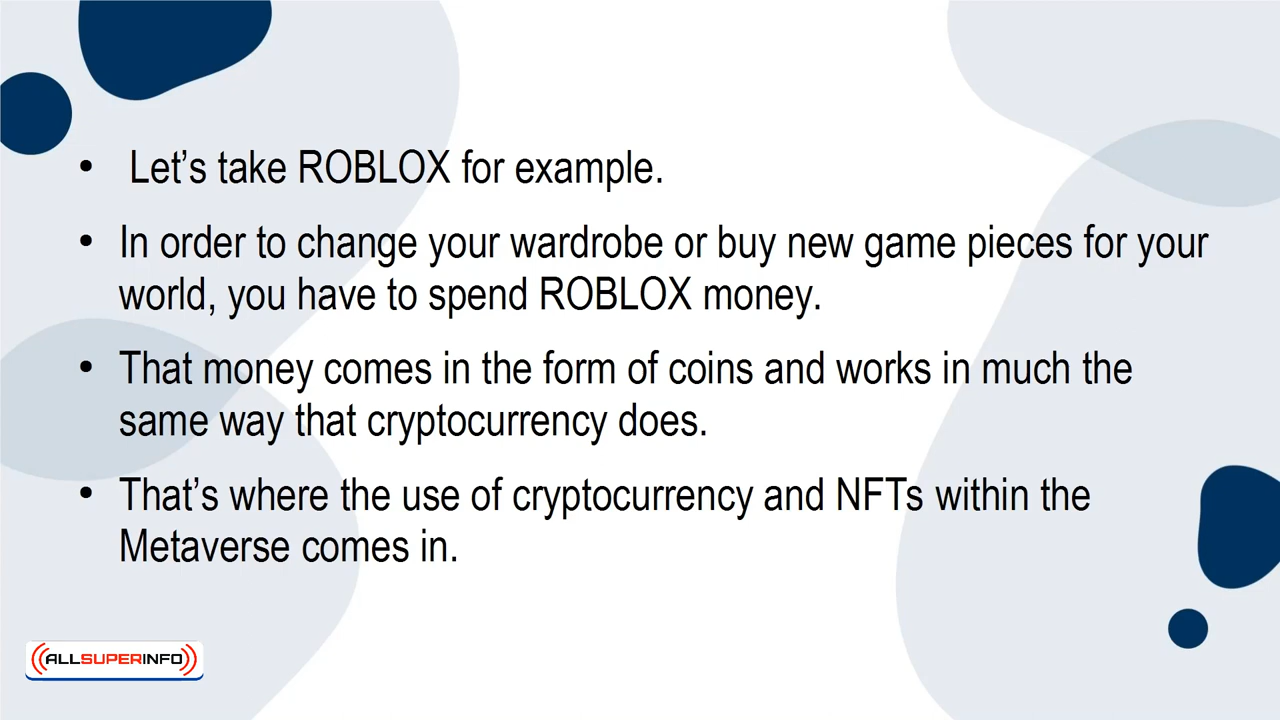 • Let’s take ROBLOX for example.
• In order to change your wardrobe or buy new game pieces for your
world, you have to spend ROBLOX money.
• That money comes in the form of coins and works in much the
same way that cryptocurrency does.
• That’s where the use of cryptocurrency and NFTs within the
Metaverse comes in.
ALLSUPERINFO